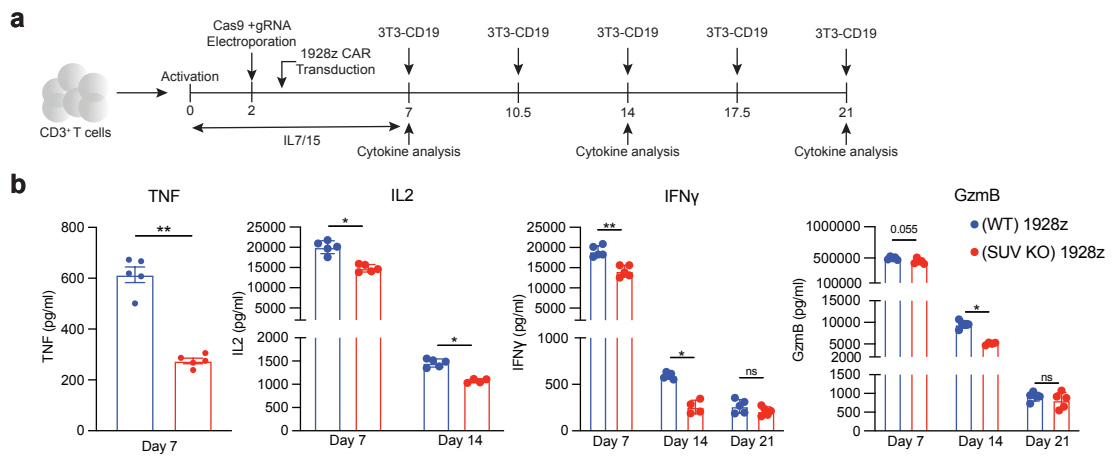 a
Cas9 +gRNA
Electroporation
1928z CAR
Transduction
3T3-CD19
3T3-CD19
3T3-CD19
3T3-CD19
3T3-CD19
Activation
CD3+ T cells
0
2
7
10.5
14
17.5
21
IL7/15
Cytokine analysis
Cytokine analysis
Cytokine analysis
b
TNF
TNF (pg/ml)
800
600
400
200
0
**
Day 7
IL2
IL2 (pg/ml)
25000
20000
15000
10000
5000
2000
1500
1000
500
0
*
*
Day 7
Day 14
IFNγ
IFNγ (pg/ml)
25000
20000
15000
10000
5000
1000
500
0
**
*
ns
Day 7
Day 14
Day 21
GzmB
GzmB (pg/ml)
1000000
500000
100000
15000
10000
5000
2000
1000
500
0
0.055
*
ns
Day 7
Day 14
Day 21
(WT) 1928z
(SUV KO) 1928z